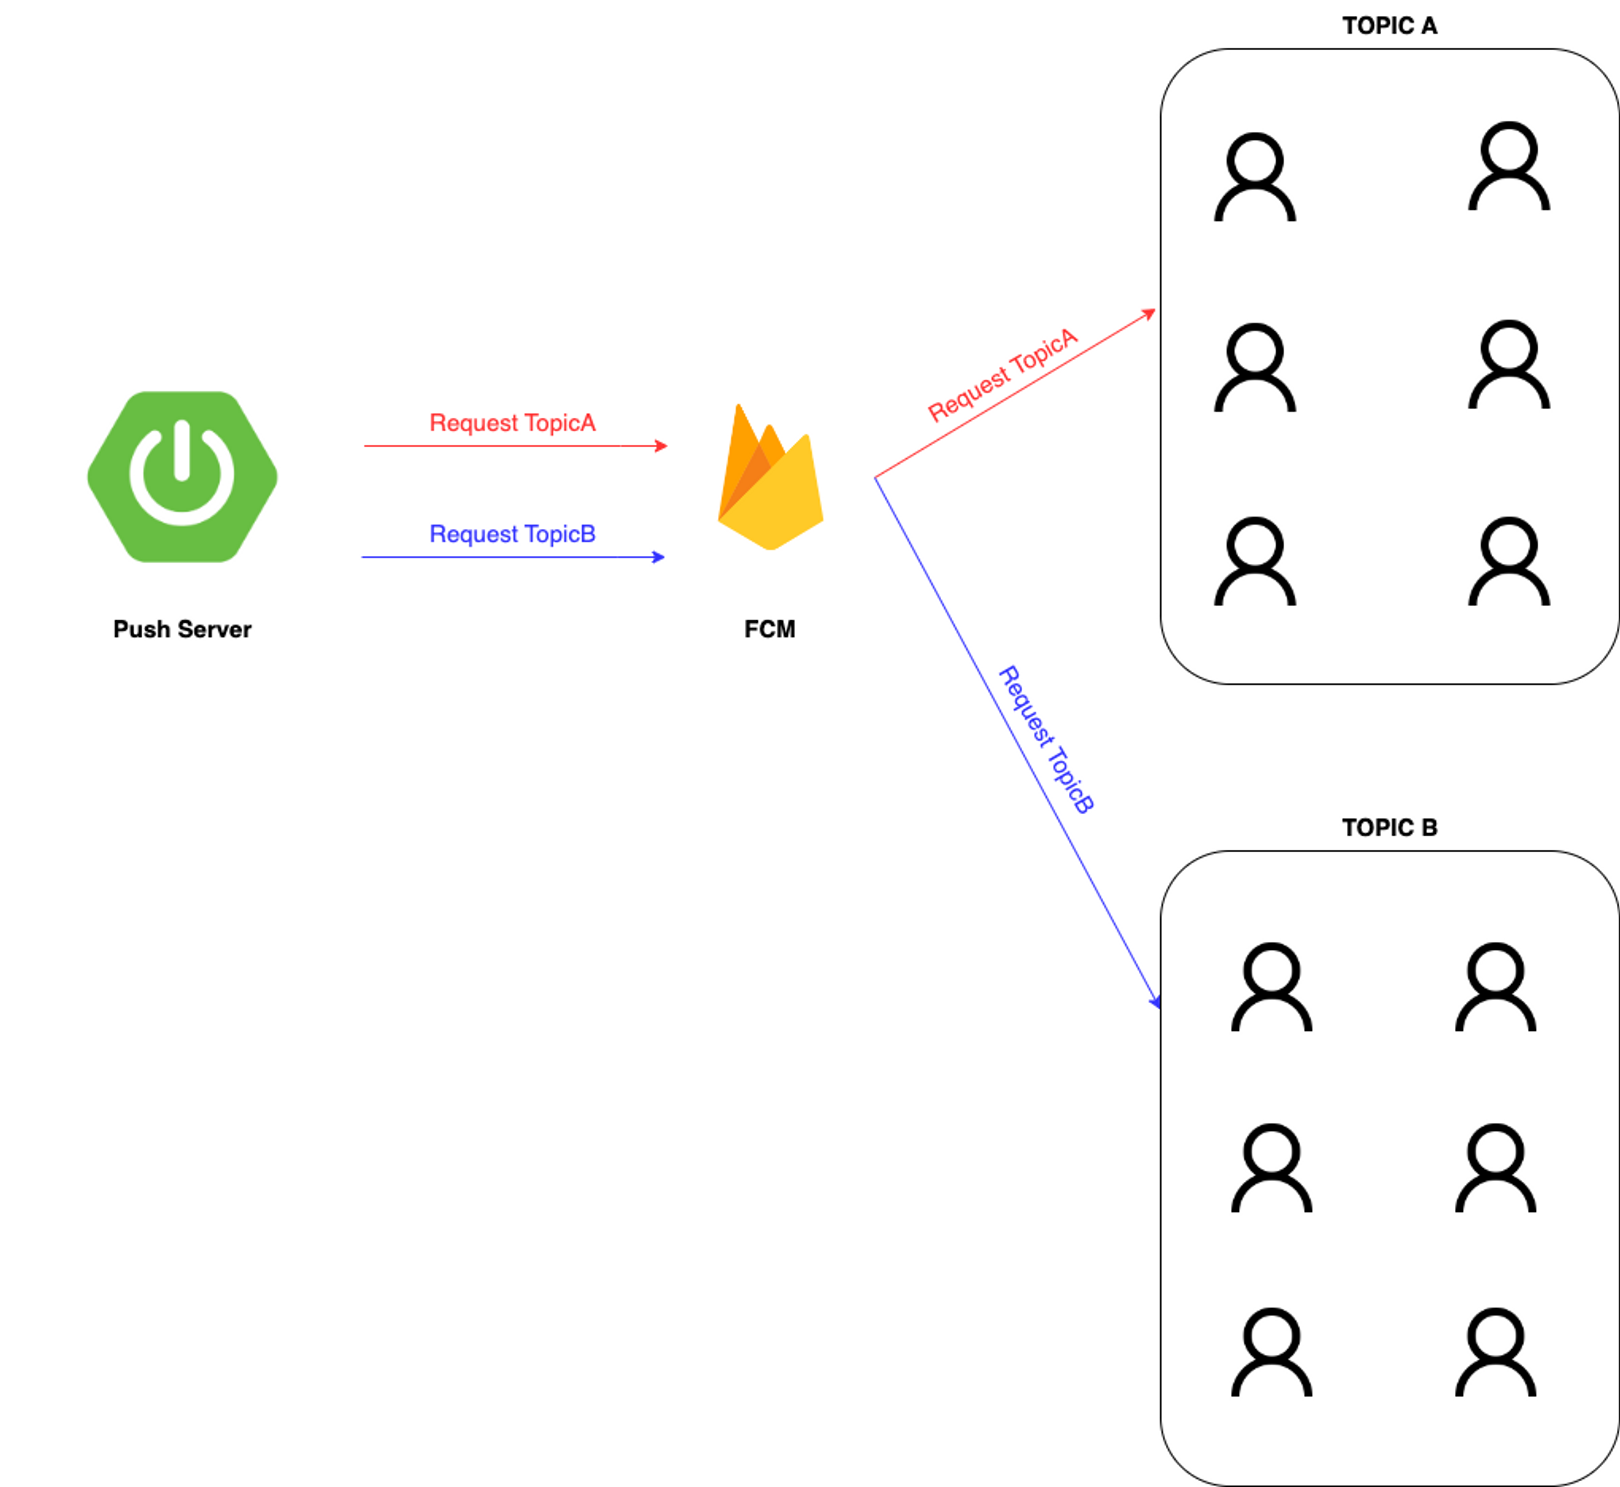 TOPIC A
Request TopicA
Request TopicA
Request TopicB
Push Server
FCM
Request TopicB
TOPIC B